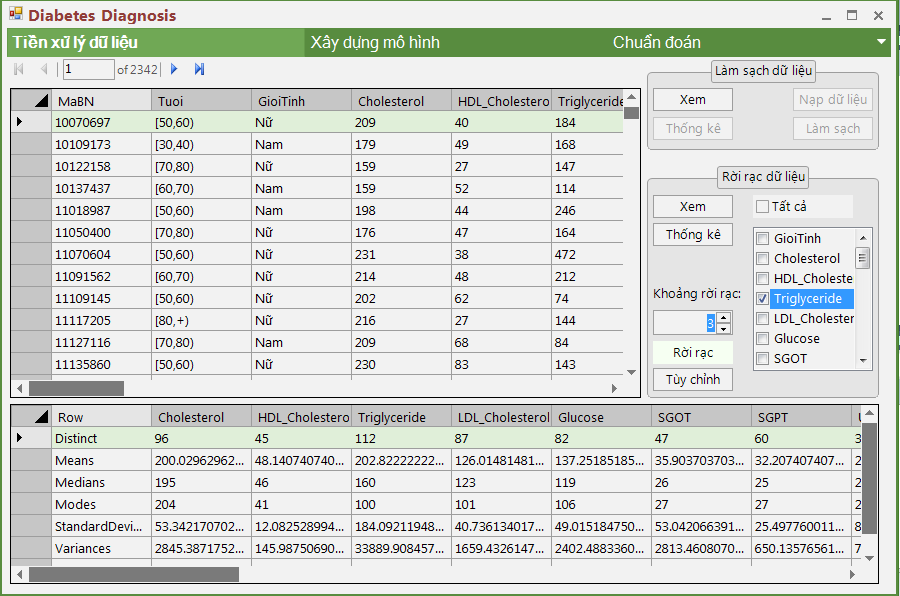 Diabetes Diagnosis
Tiền xử lý dữ liệu Xây dựng mô hình Chuẩn đoán
1 of 2342
MaBN Tuoi GioiTinh Cholesterol HDL_Cholestero Triglyceride
10070697 [50,60) Nữ 209 40 184
10109173 [30,40) Nam 179 49 168
10122158 [70,80) Nữ 159 27 147
10137437 [60,70) Nam 159 52 114
11018987 [50,60) Nam 198 44 246
11050400 [70,80) Nữ 176 47 164
11070604 [50,60) Nữ 231 38 472
11091562 [60,70) Nữ 214 48 212
11109145 [50,60) Nữ 202 62 74
11117205 [80,+) Nữ 216 27 144
11127116 [70,80) Nam 209 68 84
11135860 [50,60) Nữ 230 83 143
Làm sạch dữ liệu
Xem Nạp dữ liệu
Thống kê Làm sạch
Rời rạc dữ liệu
Xem Tất cả
Thống kê
Khoảng rời rạc:
3
Rời rạc
Tùy chỉnh
GioiTinh
Cholesterol
HDL_Choleste
Triglyceride
LDL_Cholester
Glucose
SGOT
Row Cholesterol HDL_Cholestero Triglyceride LDL_Cholesterol Glucose SGOT SGPT U
Distinct 96 45 112 87 82 47 60 3
Means 200.02962962... 48.140740740... 202.82222222... 126.01481481... 137.25185185... 35.903703703... 32.207407407... 2
Medians 195 46 160 123 119 26 25 2
Modes 204 41 100 101 106 27 27 2
StandardDevi... 53.342170702... 12.082528994... 184.09211948... 40.736134017... 49.015184750... 53.042066391... 25.497760011... 8
Variances 2845.3871752... 145.98750690... 33889.908457... 1659.4326147... 2402.4883360... 2813.4608070... 650.13576561... 7